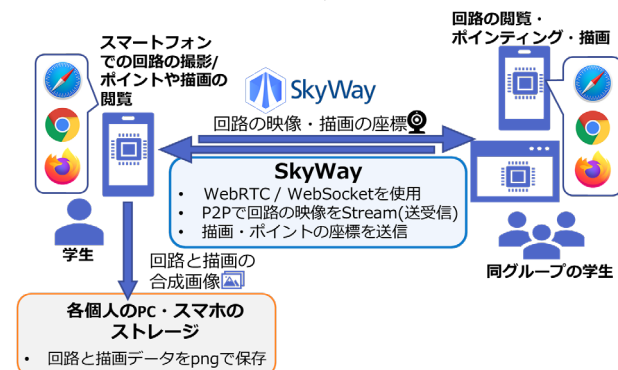 スマートフォン
での回路の撮影/
ポイントや描画の
閲覧
SkyWay
回路の閲覧・
ポインティング・描画
回路の映像・描画の座標
SkyWay
• WebRTC / WebSocketを使用
• P2Pで回路の映像をStream(送受信)
• 描画・ポイントの座標を送信
学生
同グループの学生
回路と描画の
合成画像
各個人のPC・スマホの
ストレージ
• 回路と描画データをpngで保存